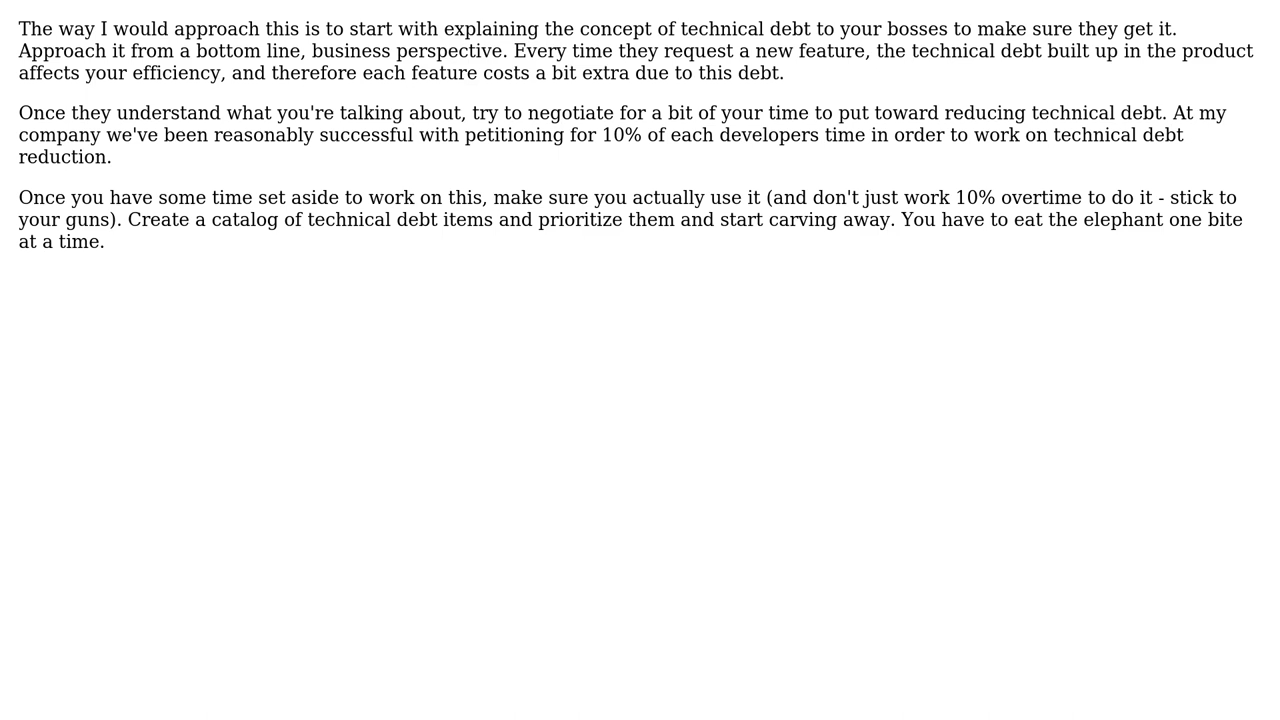 The way I would approach this is to start with explaining the concept of technical debt to your bosses to make sure they get it.
Approach it from a bottom line, business perspective. Every time they request a new feature, the technical debt built up in the product
affects your efficiency, and therefore each feature costs a bit extra due to this debt.
Once they understand what you're talking about, try to negotiate for a bit of your time to put toward reducing technical debt. At my
company we've been reasonably successful with petitioning for 10% of each developers time in order to work on technical debt
reduction.
Once you have some time set aside to work on this, make sure you actually use it (and don't just work 10% overtime to do it - stick to
your guns). Create a catalog of technical debt items and prioritize them and start carving away. You have to eat the elephant one bite
at a time.